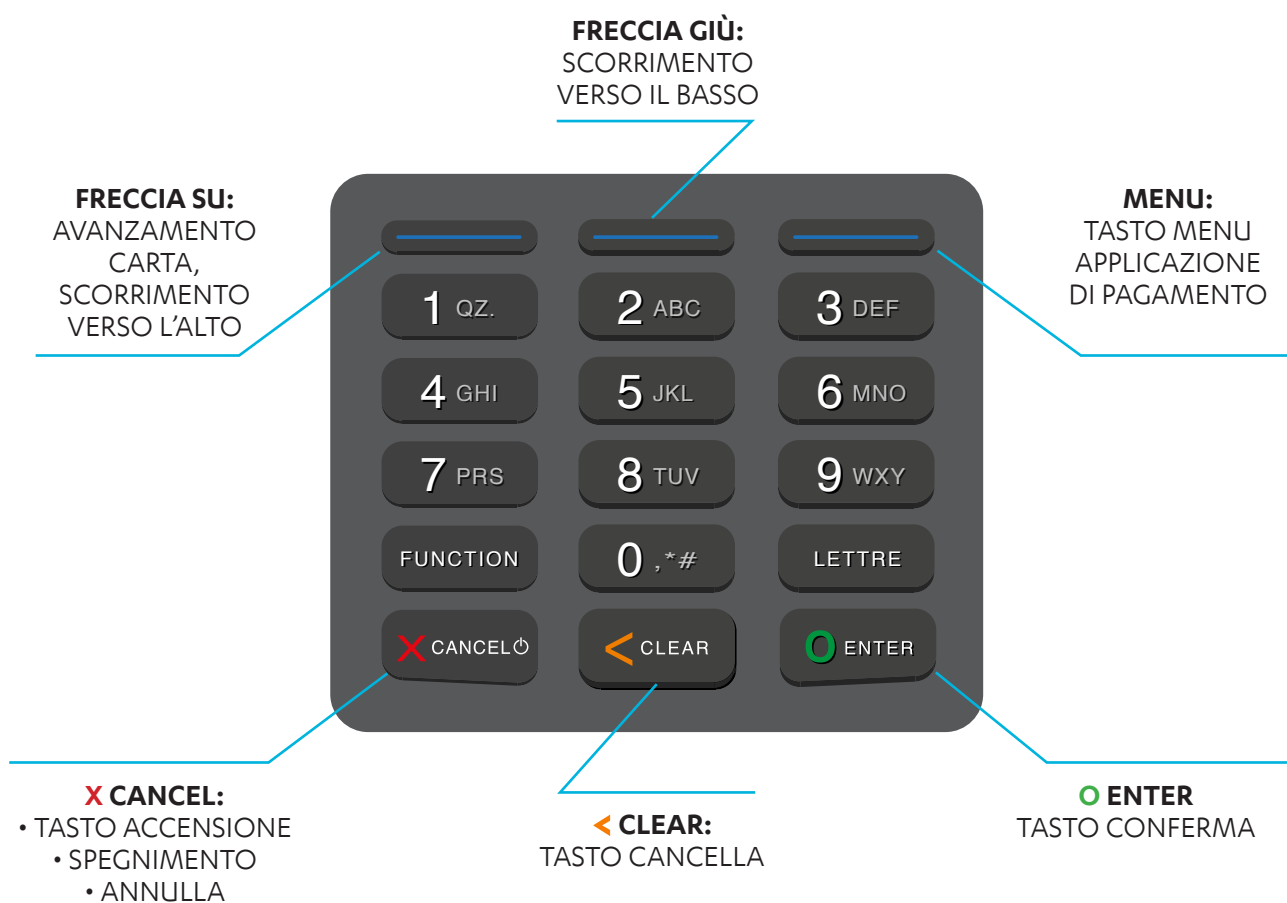 FRECCIA GIÙ:
SCORRIMENTO
VERSO IL BASSO
FRECCIA SU:
AVANZAMENTO
CARTA,
SCORRIMENTO
VERSO L'ALTO
MENU:
TASTO MENU
APPLICAZIONE
DI PAGAMENTO
1 QZ.
2 ABC
3 DEF
4 GHI
5 JKL
6 MNO
7 PRS
8 TUV
9 WXY
FUNCTION
0 ,*#
LETTRE
X CANCEL
< CLEAR
O ENTER
X CANCEL:
• TASTO ACCENSIONE
• SPEGNIMENTO
• ANNULLA
< CLEAR:
TASTO CANCELLA
O ENTER
TASTO CONFERMA